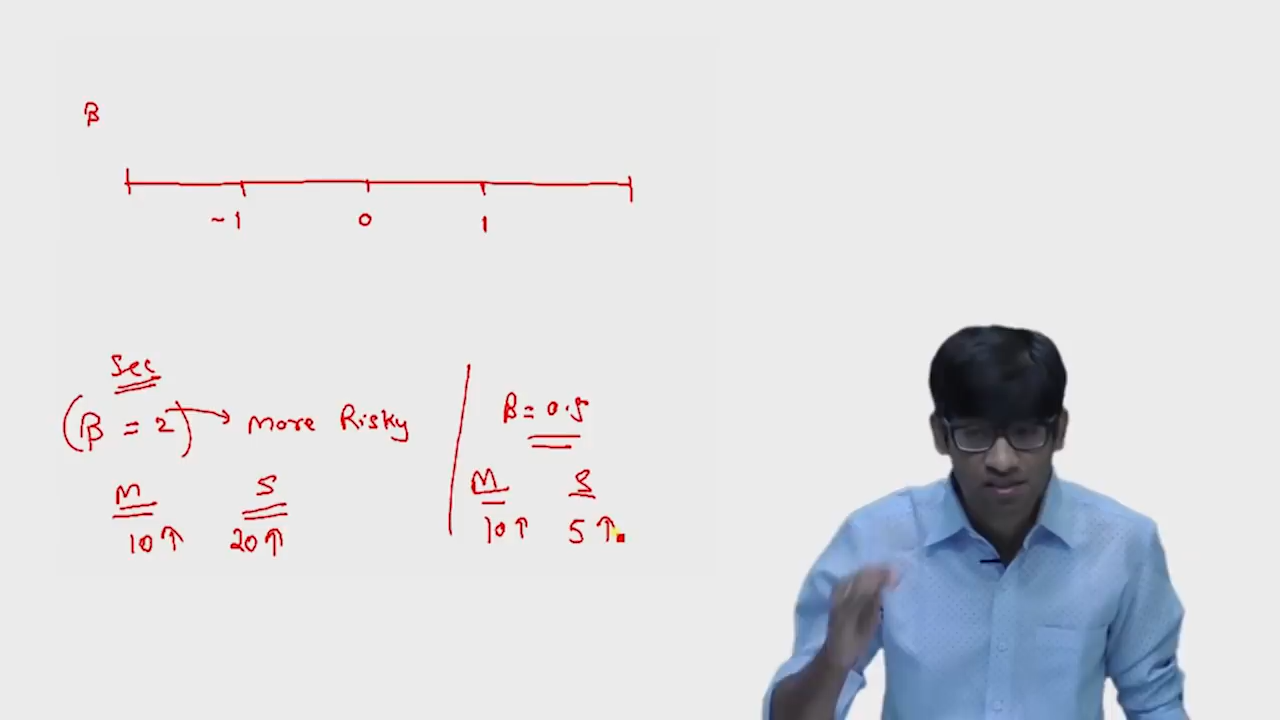 β
-1 0 1
Sec
(β = 2) → more Risky
M S
10↑ 20↑
β = 0.5
M S
10↑ 5↑